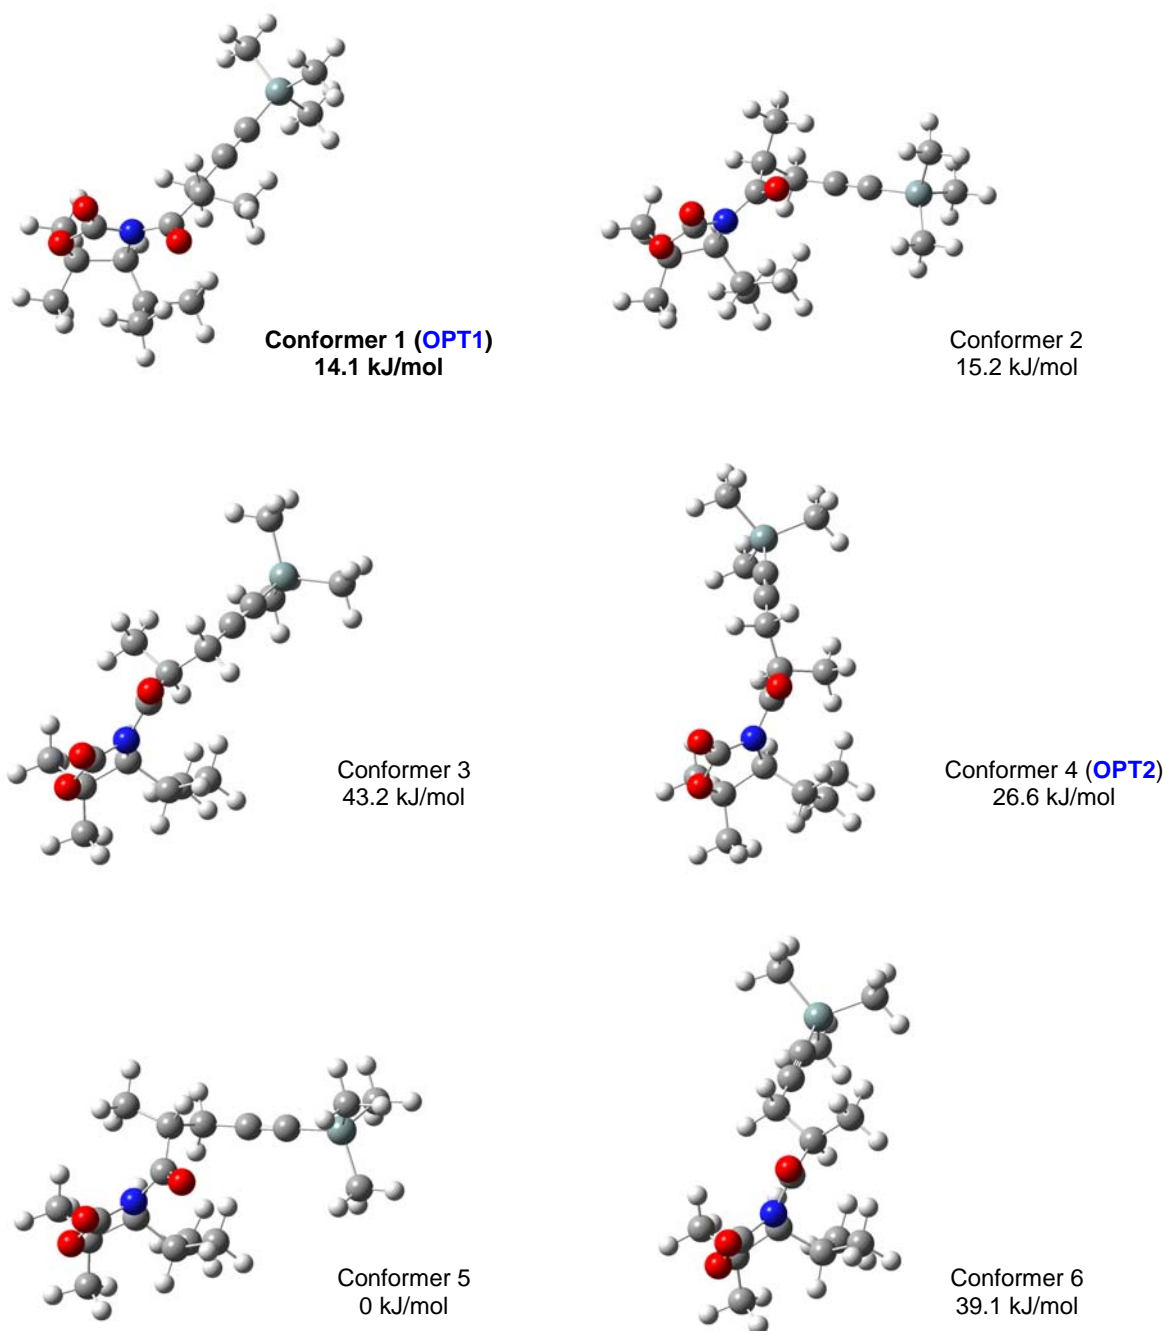 Conformer 1 (OPT1)
14.1 kJ/mol
Conformer 2
15.2 kJ/mol
Conformer 3
43.2 kJ/mol
Conformer 4 (OPT2)
26.6 kJ/mol
Conformer 5
0 kJ/mol
Conformer 6
39.1 kJ/mol